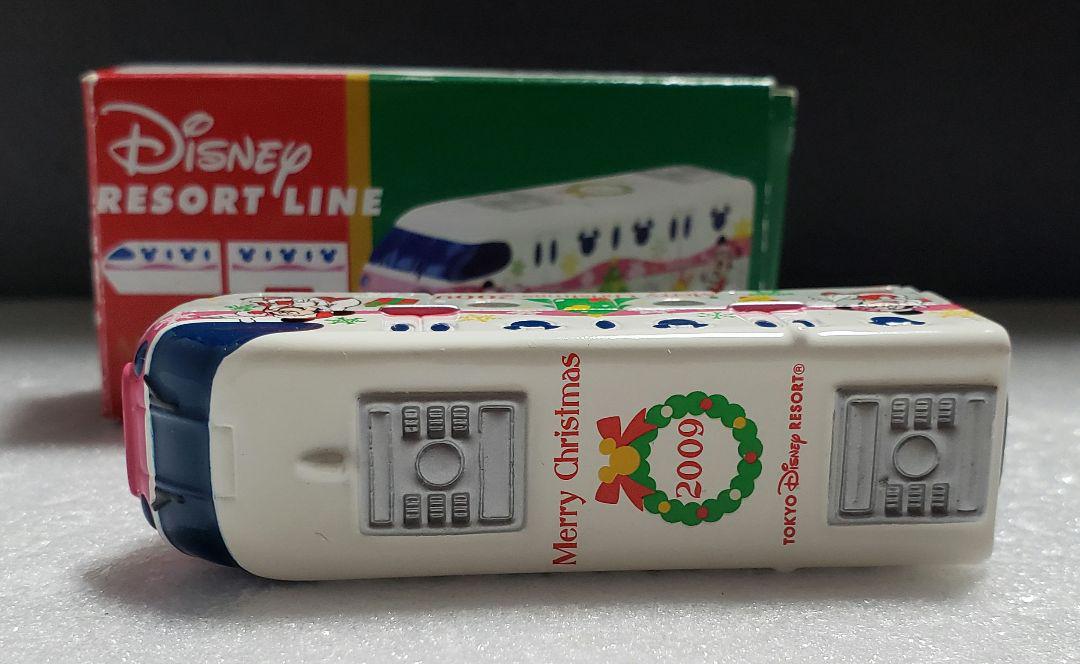 Disney
RESORT LINE
Merry Christmas
2009
TOKYO Disney RESORT®